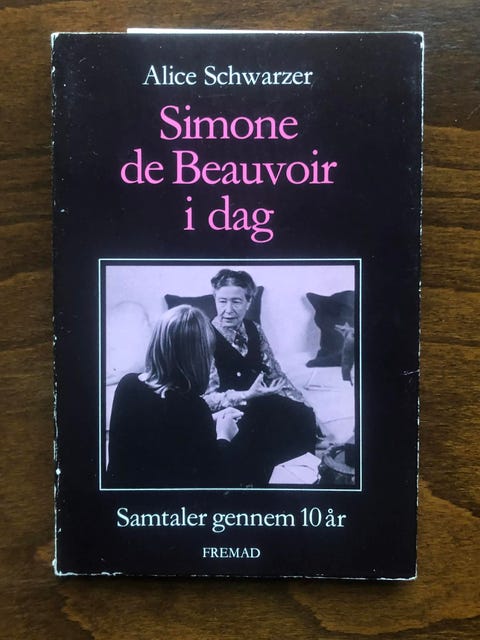 Alice Schwarzer
Simone
de Beauvoir
i dag
Samtaler gennem 10 år
FREMAD